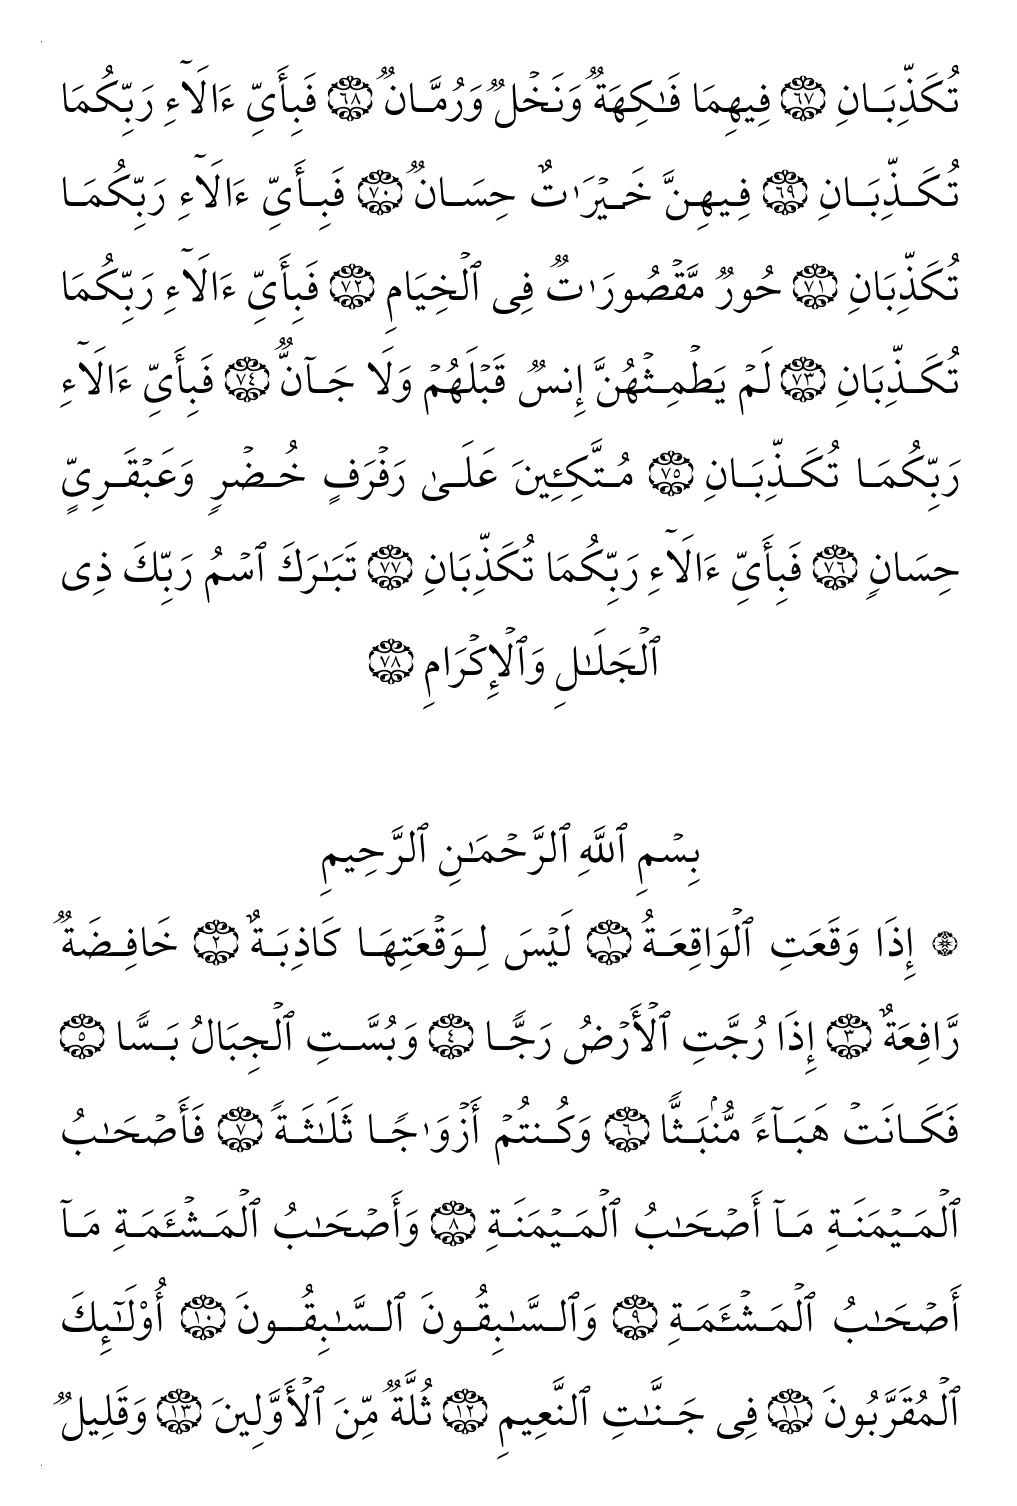 تُكَذِّبَانِ ۝٦٧ فِيهِمَا فَٰكِهَةٌ وَنَخْلٌ وَرُمَّانٌ ۝٦٨ فَبِأَيِّ ءَالَآءِ رَبِّكُمَا
تُكَذِّبَانِ ۝٦٩ فِيهِنَّ خَيْرَٰتٌ حِسَانٌ ۝٧٠ فَبِأَيِّ ءَالَآءِ رَبِّكُمَا
تُكَذِّبَانِ ۝٧١ حُورٌ مَّقْصُورَٰتٌ فِى ٱلْخِيَامِ ۝٧٢ فَبِأَيِّ ءَالَآءِ رَبِّكُمَا
تُكَذِّبَانِ ۝٧٣ لَمْ يَطْمِثْهُنَّ إِنسٌ قَبْلَهُمْ وَلَا جَآنٌّ ۝٧٤ فَبِأَيِّ ءَالَآءِ
رَبِّكُمَا تُكَذِّبَانِ ۝٧٥ مُتَّكِـِٔينَ عَلَىٰ رَفْرَفٍ خُضْرٍ وَعَبْقَرِيٍّ
حِسَانٍ ۝٧٦ فَبِأَيِّ ءَالَآءِ رَبِّكُمَا تُكَذِّبَانِ ۝٧٧ تَبَٰرَكَ ٱسْمُ رَبِّكَ ذِى
ٱلْجَلَٰلِ وَٱلْإِكْرَامِ ۝٧٨
بِسْمِ ٱللَّهِ ٱلرَّحْمَٰنِ ٱلرَّحِيمِ
۞ إِذَا وَقَعَتِ ٱلْوَاقِعَةُ ۝١ لَيْسَ لِوَقْعَتِهَا كَاذِبَةٌ ۝٢ خَافِضَةٌ
رَّافِعَةٌ ۝٣ إِذَا رُجَّتِ ٱلْأَرْضُ رَجًّا ۝٤ وَبُسَّتِ ٱلْجِبَالُ بَسًّا ۝٥
فَكَانَتْ هَبَآءً مُّنۢبَثًّا ۝٦ وَكُنتُمْ أَزْوَٰجًا ثَلَٰثَةً ۝٧ فَأَصْحَٰبُ
ٱلْمَيْمَنَةِ مَآ أَصْحَٰبُ ٱلْمَيْمَنَةِ ۝٨ وَأَصْحَٰبُ ٱلْمَشْـَٔمَةِ مَآ
أَصْحَٰبُ ٱلْمَشْـَٔمَةِ ۝٩ وَٱلسَّٰبِقُونَ ٱلسَّٰبِقُونَ ۝١٠ أُوْلَٰٓئِكَ
ٱلْمُقَرَّبُونَ ۝١١ فِى جَنَّٰتِ ٱلنَّعِيمِ ۝١٢ ثُلَّةٌ مِّنَ ٱلْأَوَّلِينَ ۝١٣ وَقَلِيلٌ